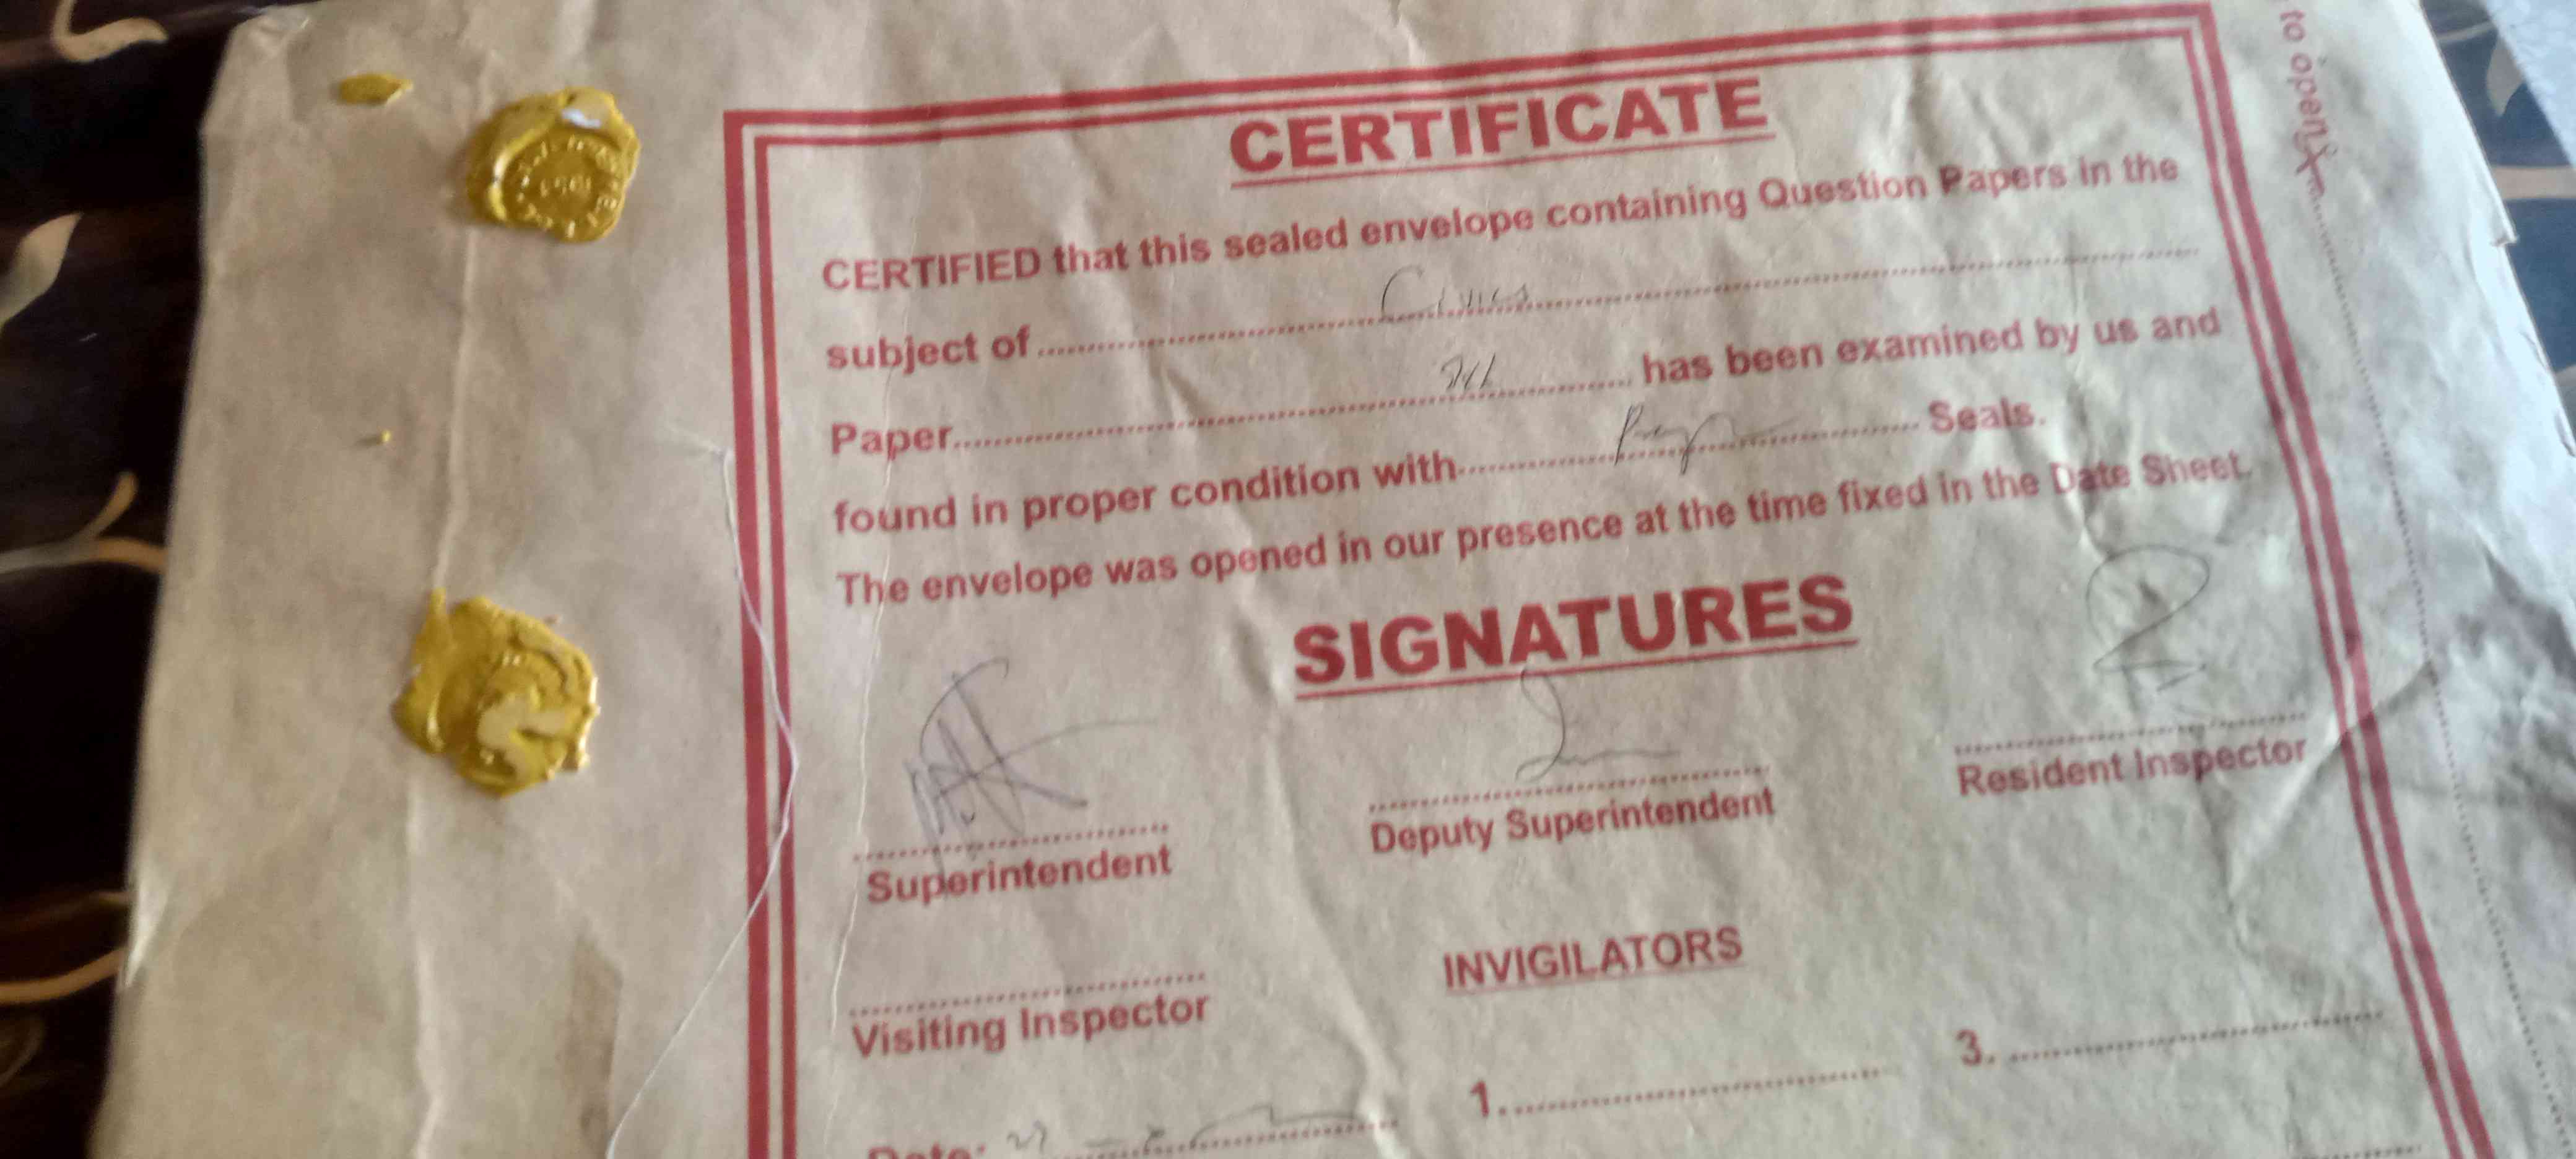 to open
CERTIFICATE
CERTIFIED that this sealed envelope containing Question Papers in the
subject of Civics
Paper has been examined by us and
found in proper condition with Seals.
The envelope was opened in our presence at the time fixed in the Date Sheet.
SIGNATURES
Superintendent
Deputy Superintendent
Resident Inspector
Visiting Inspector
INVIGILATORS
1.
3.
Date: